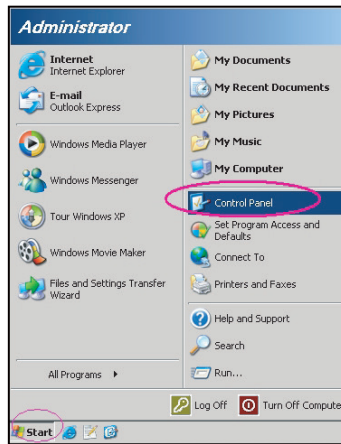 Administrator
Internet
Internet Explorer
E-mail
Outlook Express
Windows Media Player
Windows Messenger
Tour Windows XP
Windows Movie Maker
Files and Settings Transfer
Wizard
All Programs
My Documents
My Recent Documents
My Pictures
My Music
My Computer
Control Panel
Set Program Access and
Defaults
Connect To
Printers and Faxes
Help and Support
Search
Run...
Log Off
Turn Off Compute
Start